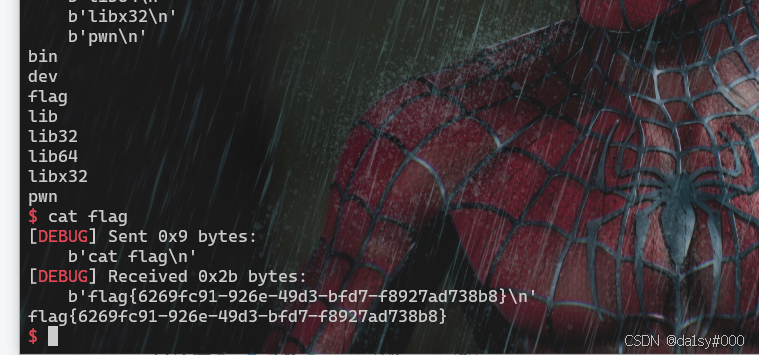 b'libx32\n'
b'pwn\n'
bin
dev
flag
lib
lib32
lib64
libx32
pwn
$ cat flag
[DEBUG] Sent 0x9 bytes:
b'cat flag\n'
[DEBUG] Received 0x2b bytes:
b'flag{6269fc91-926e-49d3-bfd7-f8927ad738b8}\n'
flag{6269fc91-926e-49d3-bfd7-f8927ad738b8}
$
CSDN @da1sy#000